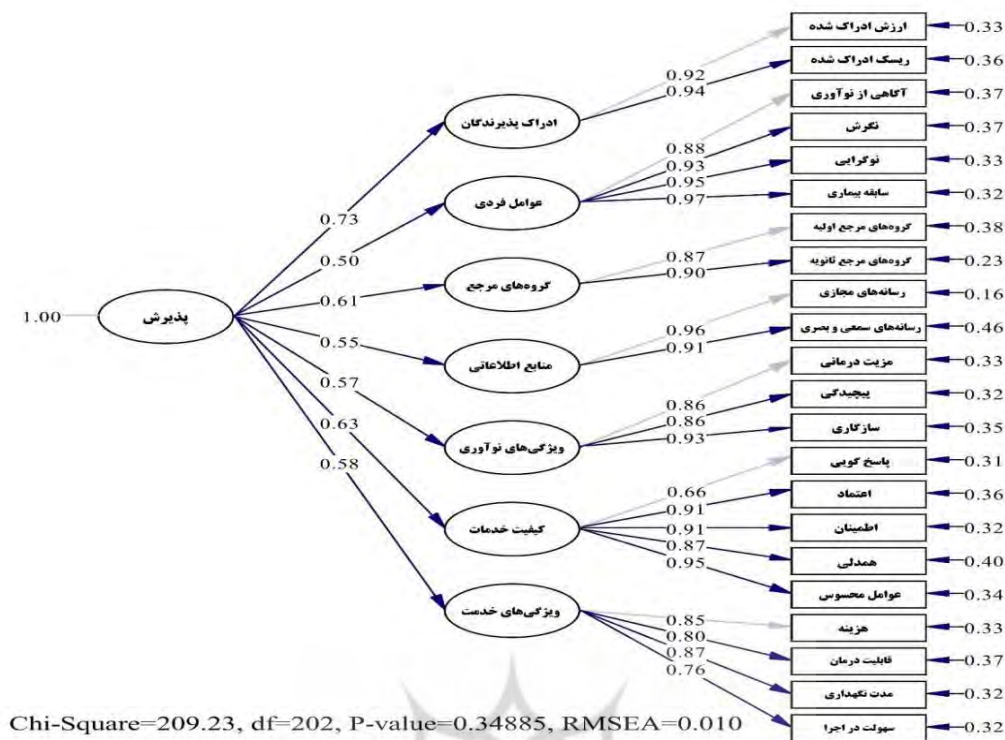 ارزش ادراک شده
0.33
ریسک ادراک شده
0.36
آگاهی از نوآوری
0.37
نگرش
0.37
نوگرایی
0.33
سابقه بیماری
0.32
گروه‌های مرجع اولیه
0.38
گروه‌های مرجع ثانویه
0.23
رسانه‌های مجازی
0.16
رسانه‌های سمعی و بصری
0.46
مزیت درمانی
0.33
پیچیدگی
0.32
سازگاری
0.35
پاسخ گویی
0.31
اعتماد
0.36
اطمینان
0.32
همدلی
0.40
عوامل محسوس
0.34
هزینه
0.33
قابلیت درمان
0.37
مدت نگهداری
0.32
سهولت در اجرا
0.32
0.92
0.94
0.88
0.93
0.95
0.97
0.87
0.90
0.96
0.91
0.86
0.86
0.93
0.66
0.91
0.91
0.87
0.95
0.85
0.80
0.87
0.76
ادراک پذیرندگان
عوامل فردی
گروه‌های مرجع
منابع اطلاعاتی
ویژگی‌های نوآوری
کیفیت خدمات
ویژگی‌های خدمت
0.73
0.50
0.61
0.55
0.57
0.63
0.58
پذیرش
1.00
Chi-Square=209.23, df=202, P-value=0.34885, RMSEA=0.010